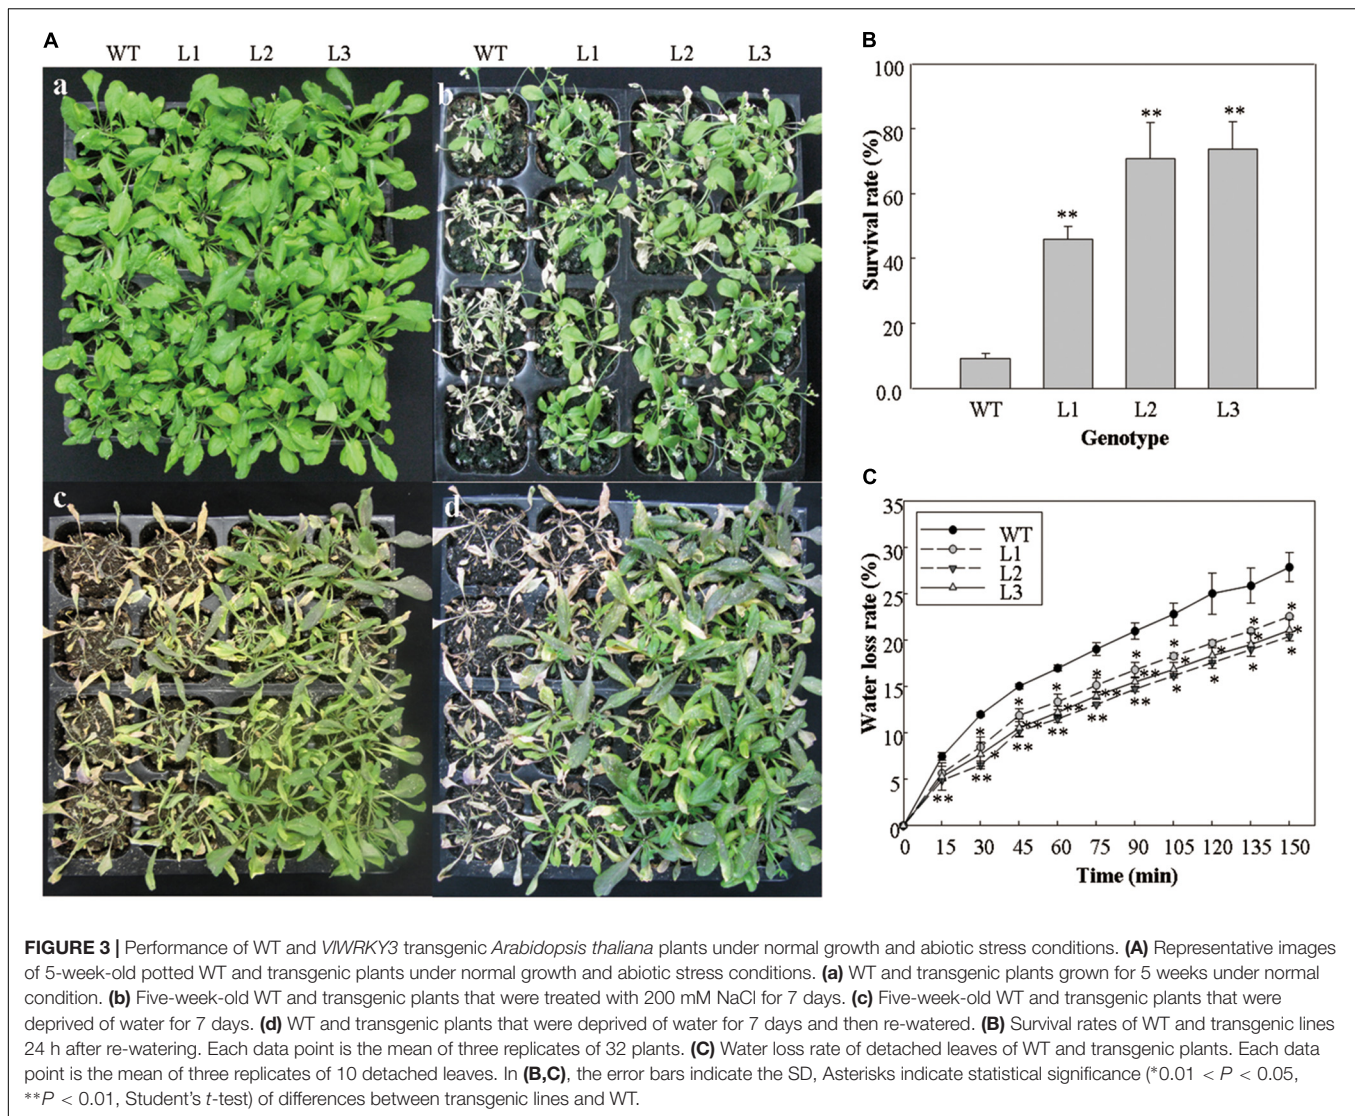 A
WT L1 L2 L3
WT L1 L2 L3
a
b
c
d
B
100
80
60
40
20
0.0
Survival rate (%)
** ** **
WT L1 L2 L3
Genotype
C
35
30
25
20
15
10
5
0
Water loss rate (%)
WT
L1
L2
L3
* * * * * * * *
* ** ** ** ** * * * *
** ** ** ** ** ** * * * *
0 15 30 45 60 75 90 105 120 135 150
Time (min)
FIGURE 3 | Performance of WT and VlWRKY3 transgenic Arabidopsis thaliana plants under normal growth and abiotic stress conditions. (A) Representative images
of 5-week-old potted WT and transgenic plants under normal growth and abiotic stress conditions. (a) WT and transgenic plants grown for 5 weeks under normal
condition. (b) Five-week-old WT and transgenic plants that were treated with 200 mM NaCl for 7 days. (c) Five-week-old WT and transgenic plants that were
deprived of water for 7 days. (d) WT and transgenic plants that were deprived of water for 7 days and then re-watered. (B) Survival rates of WT and transgenic lines
24 h after re-watering. Each data point is the mean of three replicates of 32 plants. (C) Water loss rate of detached leaves of WT and transgenic plants. Each data
point is the mean of three replicates of 10 detached leaves. In (B,C), the error bars indicate the SD, Asterisks indicate statistical significance (*0.01 < P < 0.05,
**P < 0.01, Student's t-test) of differences between transgenic lines and WT.